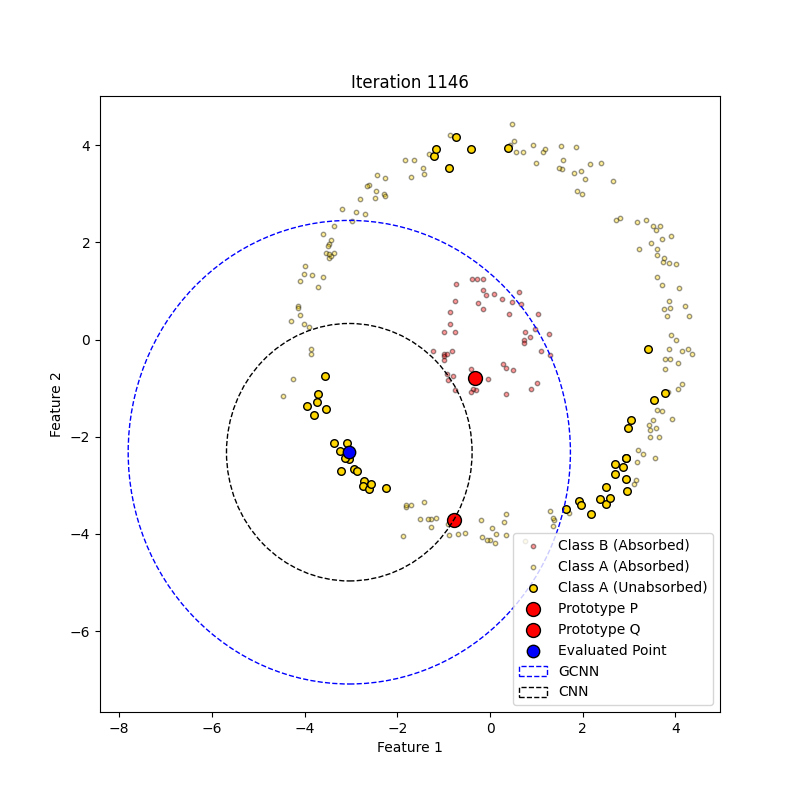 Iteration 1146
Feature 2
4
2
0
−2
−4
−6
−8
−6
−4
−2
0
2
4
Feature 1
Class B (Absorbed)
Class A (Absorbed)
Class A (Unabsorbed)
Prototype P
Prototype Q
Evaluated Point
GCNN
CNN